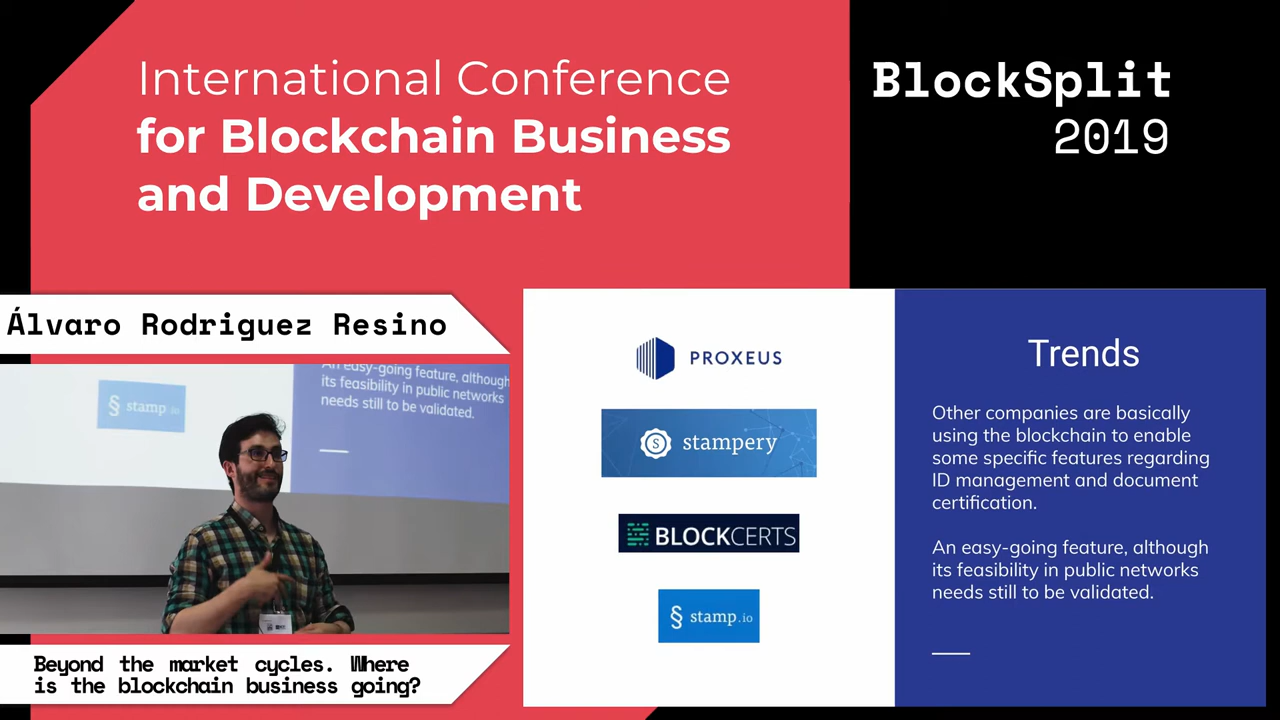 International Conference
for Blockchain Business
and Development
BlockSplit
2019
Álvaro Rodriguez Resino
An easy-going feature, although
its feasibility in public networks
needs still to be validated.
§ stamp.io
Beyond the market cycles. Where
is the blockchain business going?
PROXEUS
S stampery
BLOCKCERTS
§ stamp.io
Trends
Other companies are basically
using the blockchain to enable
some specific features regarding
ID management and document
certification.
An easy-going feature, although
its feasibility in public networks
needs still to be validated.